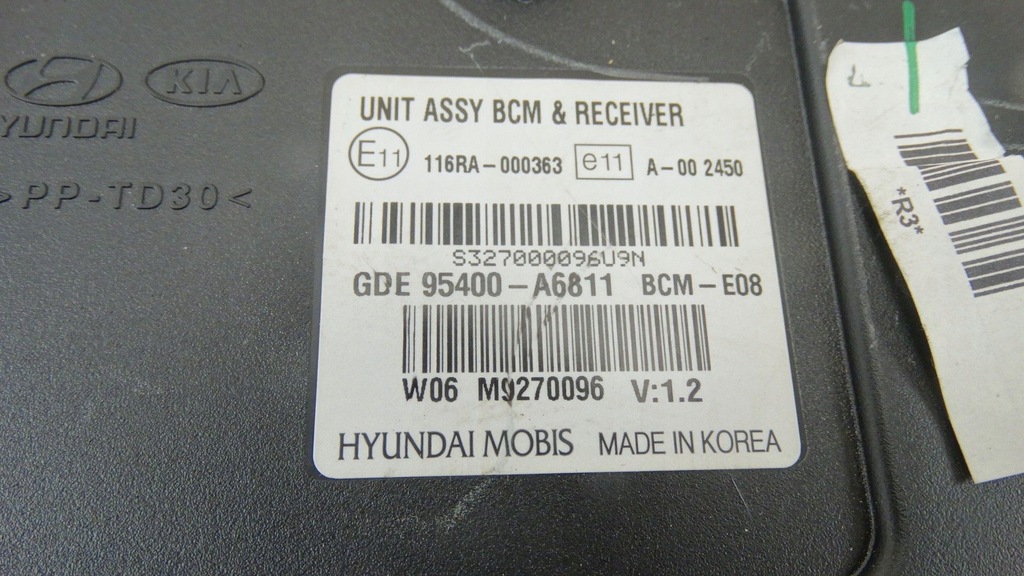 KIA
HYUNDAI
>PP-TD30<
UNIT ASSY BCM & RECEIVER
E11 116RA-000363 e11 A-00 2450
S327000096U9N
GDE 95400-A6811 BCM-E08
W06 M9270096 V:1.2
HYUNDAI MOBIS MADE IN KOREA
*R3*